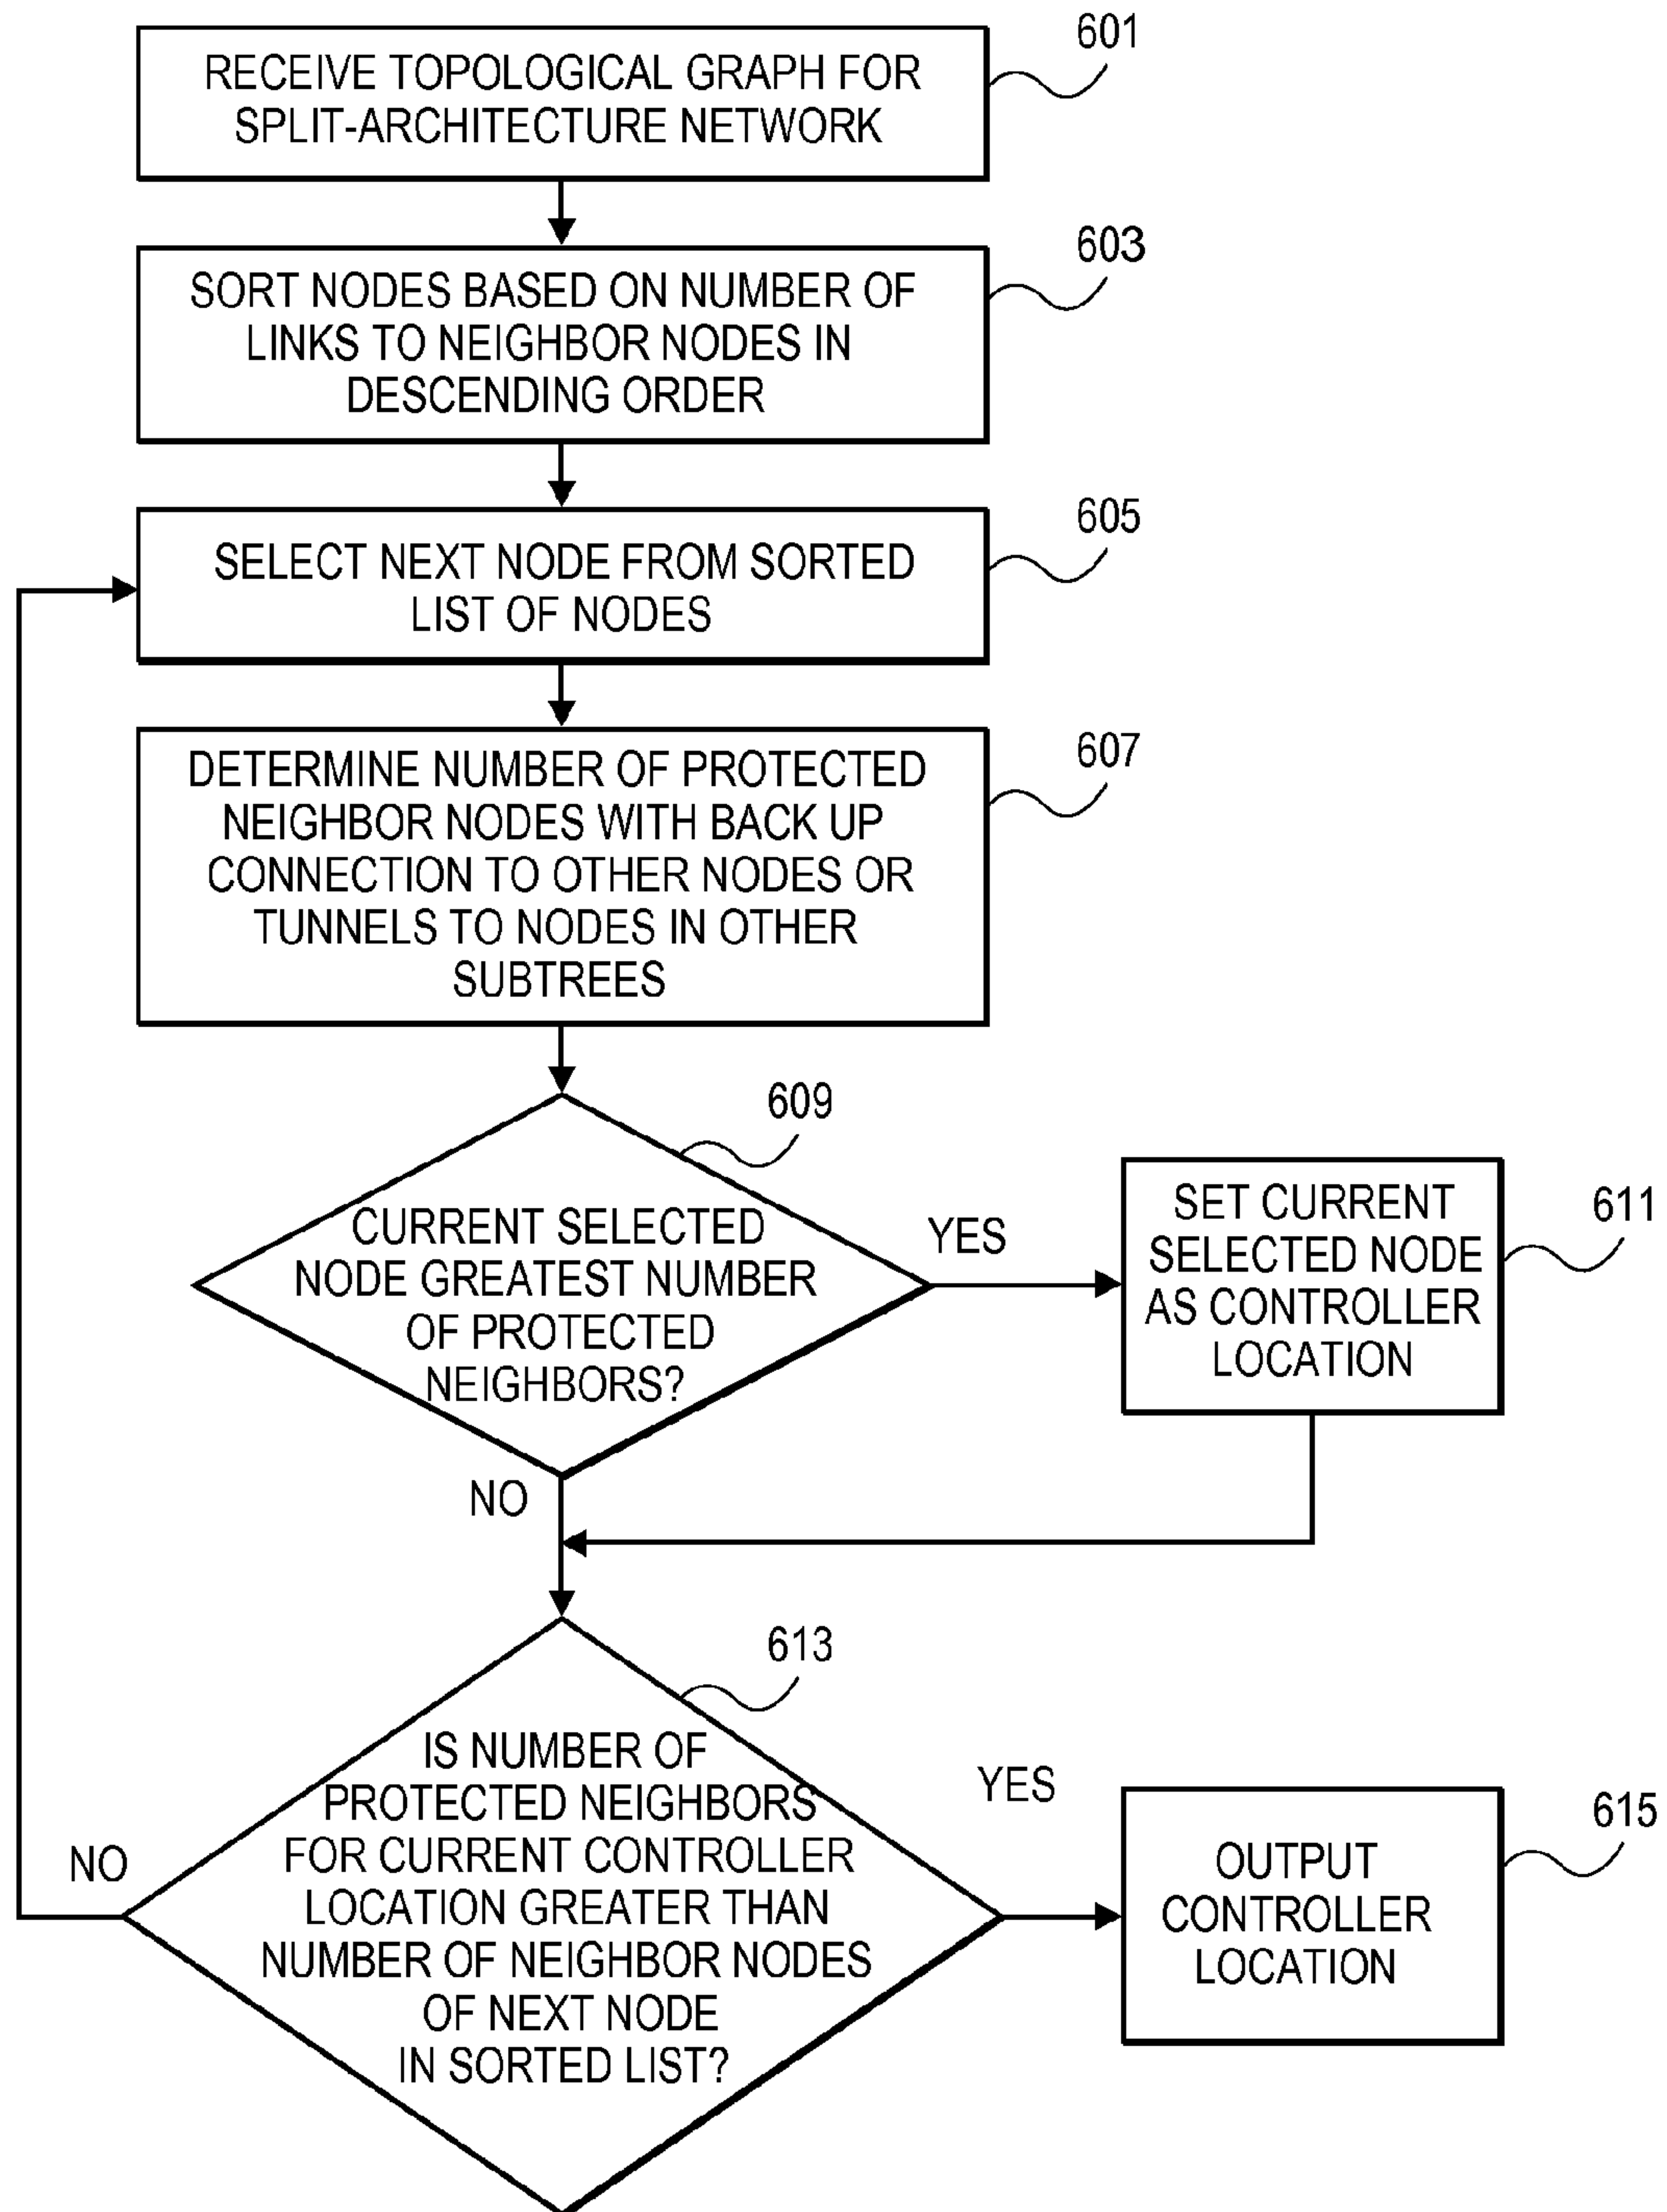 RECEIVE TOPOLOGICAL GRAPH FOR
SPLIT-ARCHITECTURE NETWORK
601
SORT NODES BASED ON NUMBER OF
LINKS TO NEIGHBOR NODES IN
DESCENDING ORDER
603
SELECT NEXT NODE FROM SORTED
LIST OF NODES
605
DETERMINE NUMBER OF PROTECTED
NEIGHBOR NODES WITH BACK UP
CONNECTION TO OTHER NODES OR
TUNNELS TO NODES IN OTHER
SUBTREES
607
CURRENT SELECTED
NODE GREATEST NUMBER
OF PROTECTED
NEIGHBORS?
609
YES
SET CURRENT
SELECTED NODE
AS CONTROLLER
LOCATION
611
NO
IS NUMBER OF
PROTECTED NEIGHBORS
FOR CURRENT CONTROLLER
LOCATION GREATER THAN
NUMBER OF NEIGHBOR NODES
OF NEXT NODE
IN SORTED LIST?
613
NO
YES
OUTPUT
CONTROLLER
LOCATION
615